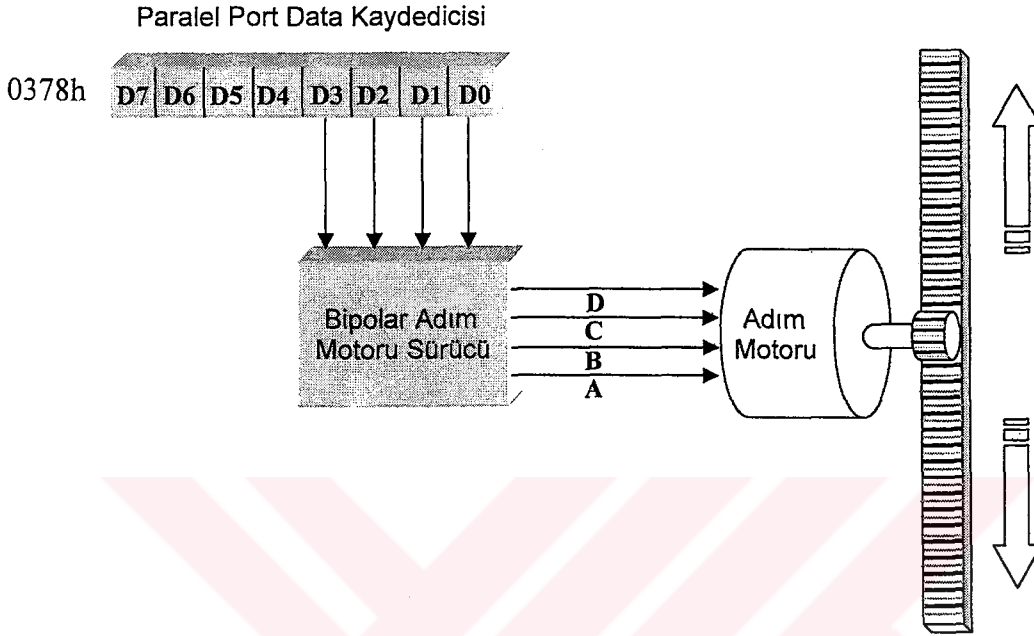 Paralel Port Data Kaydedicisi
0378h
D7 D6 D5 D4 D3 D2 D1 D0
Bipolar Adım
Motoru Sürücü
D
C
B
A
Adım
Motoru